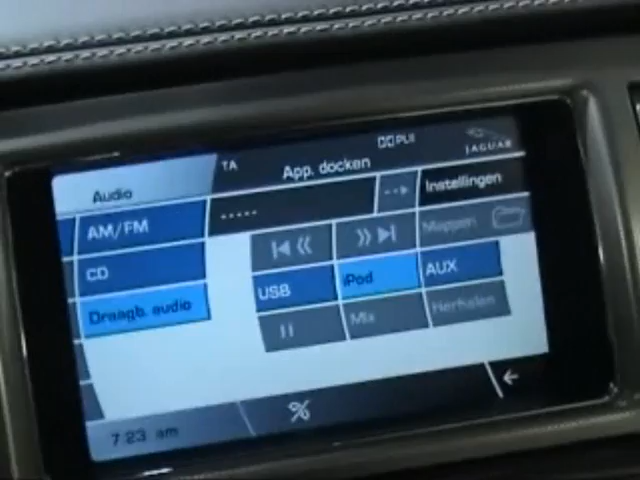 TA
DD PLII
JAGUAR
Audio
App. docken
Instellingen
AM/FM
.....
Mappen
CD
USB
iPod
AUX
Draagb. audio
Mix
Herhalen
7:23 am